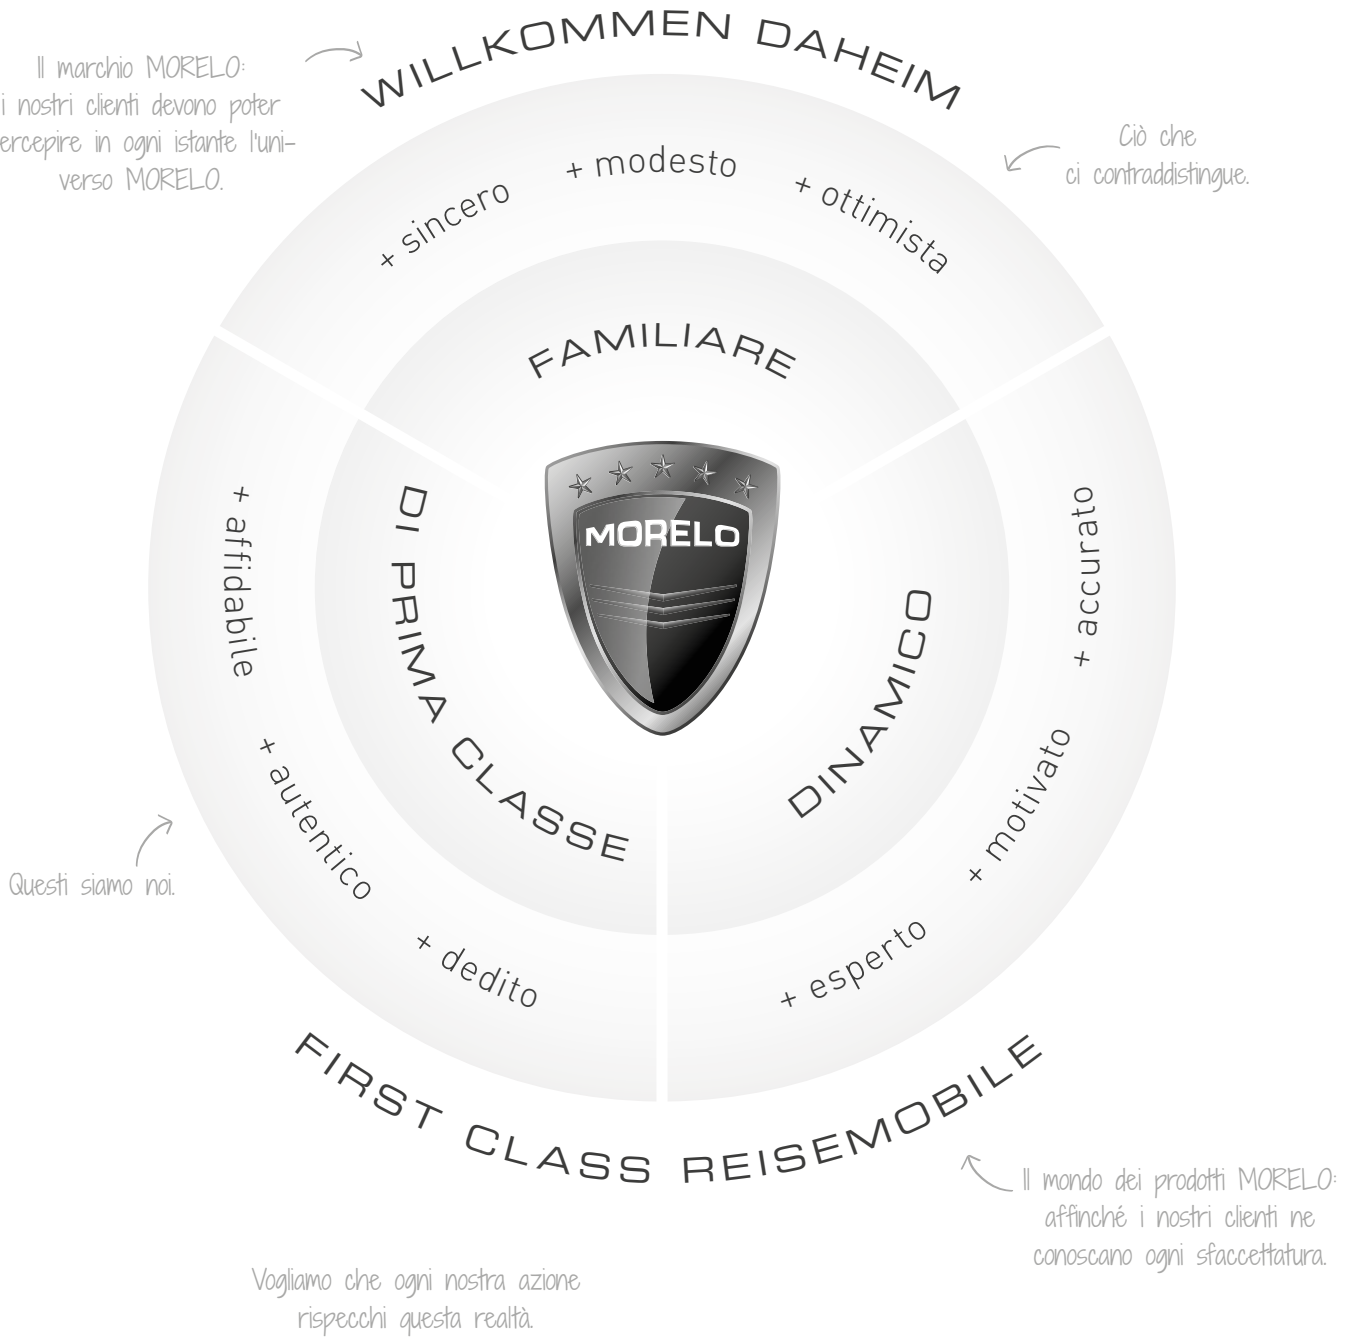 WILLKOMMEN DAHEIM
Il marchio MORELO:
i nostri clienti devono poter
ercepire in ogni istante l'uni-
verso MORELO.
Ciò che
ci contraddistingue.
+ sincero
+ modesto
+ ottimista
FAMILIARE
MORELO
DI PRIMA CLASSE
DINAMICO
+ affidabile
+ autentico
+ dedito
+ accurato
+ motivato
+ esperto
Questi siamo noi.
FIRST CLASS REISEMOBILE
Il mondo dei prodotti MORELO:
affinché i nostri clienti ne
conoscano ogni sfaccettatura.
Vogliamo che ogni nostra azione
rispecchi questa realtà.